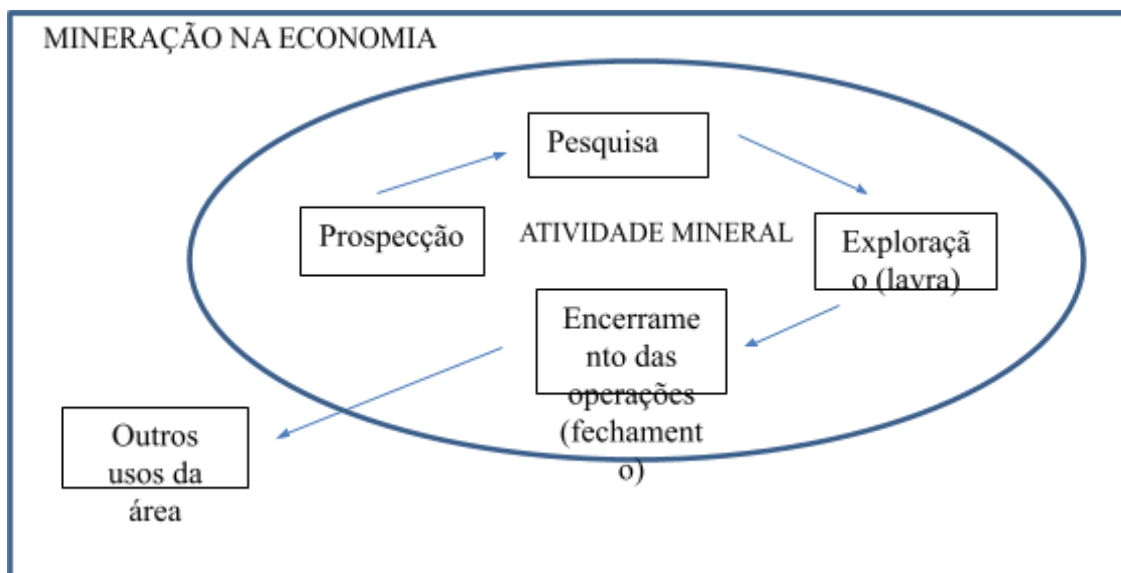 MINERAÇÃO NA ECONOMIA
Pesquisa
Prospecção
ATIVIDADE MINERAL
Exploraçã
o (lavra)
Encerrame
nto das
operações
(fechament
o)
Outros
usos da
área